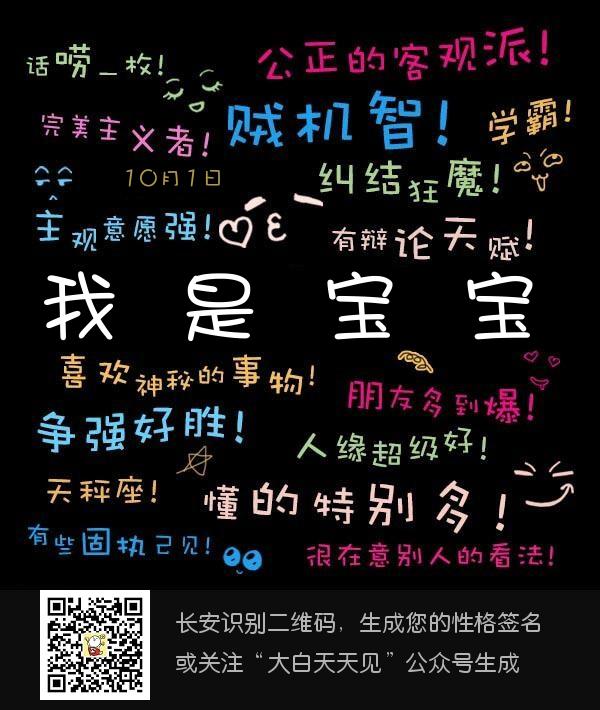 话唠一枚!
公正的客观派!
完美主义者!
贼机智!
学霸!
10月1日
纠结狂魔!
主观意愿强!
有辩论天赋!
我是宝宝
喜欢神秘的事物!
朋友多到爆!
争强好胜!
人缘超级好!
天秤座!
懂的特别多!
有些固执己见!
很在意别人的看法!
长安识别二维码，生成您的性格签名
或关注“大白天天见”公众号生成